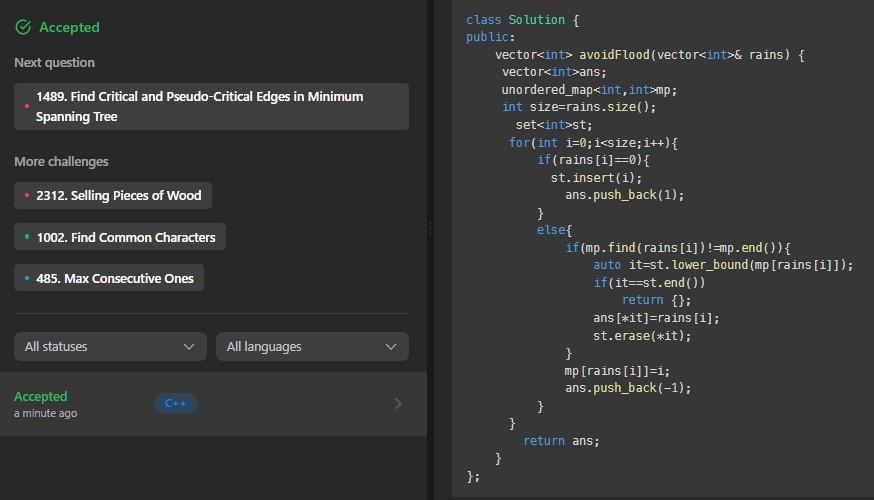 Accepted
Next question
1489. Find Critical and Pseudo-Critical Edges in Minimum
Spanning Tree
More challenges
2312. Selling Pieces of Wood
1002. Find Common Characters
485. Max Consecutive Ones
All statuses
All languages
Accepted
a minute ago
C++
class Solution {
public:
    vector<int> avoidFlood(vector<int>& rains) {
     vector<int>ans;
     unordered_map<int,int>mp;
     int size=rains.size();
       set<int>st;
      for(int i=0;i<size;i++){
          if(rains[i]==0){
            st.insert(i);
              ans.push_back(1);
          }
          else{
              if(mp.find(rains[i])!=mp.end()){
                  auto it=st.lower_bound(mp[rains[i]]);
                  if(it==st.end())
                      return {};
                  ans[*it]=rains[i];
                  st.erase(*it);
              }
              mp[rains[i]]=i;
              ans.push_back(-1);
          }
      }
        return ans;
    }
};